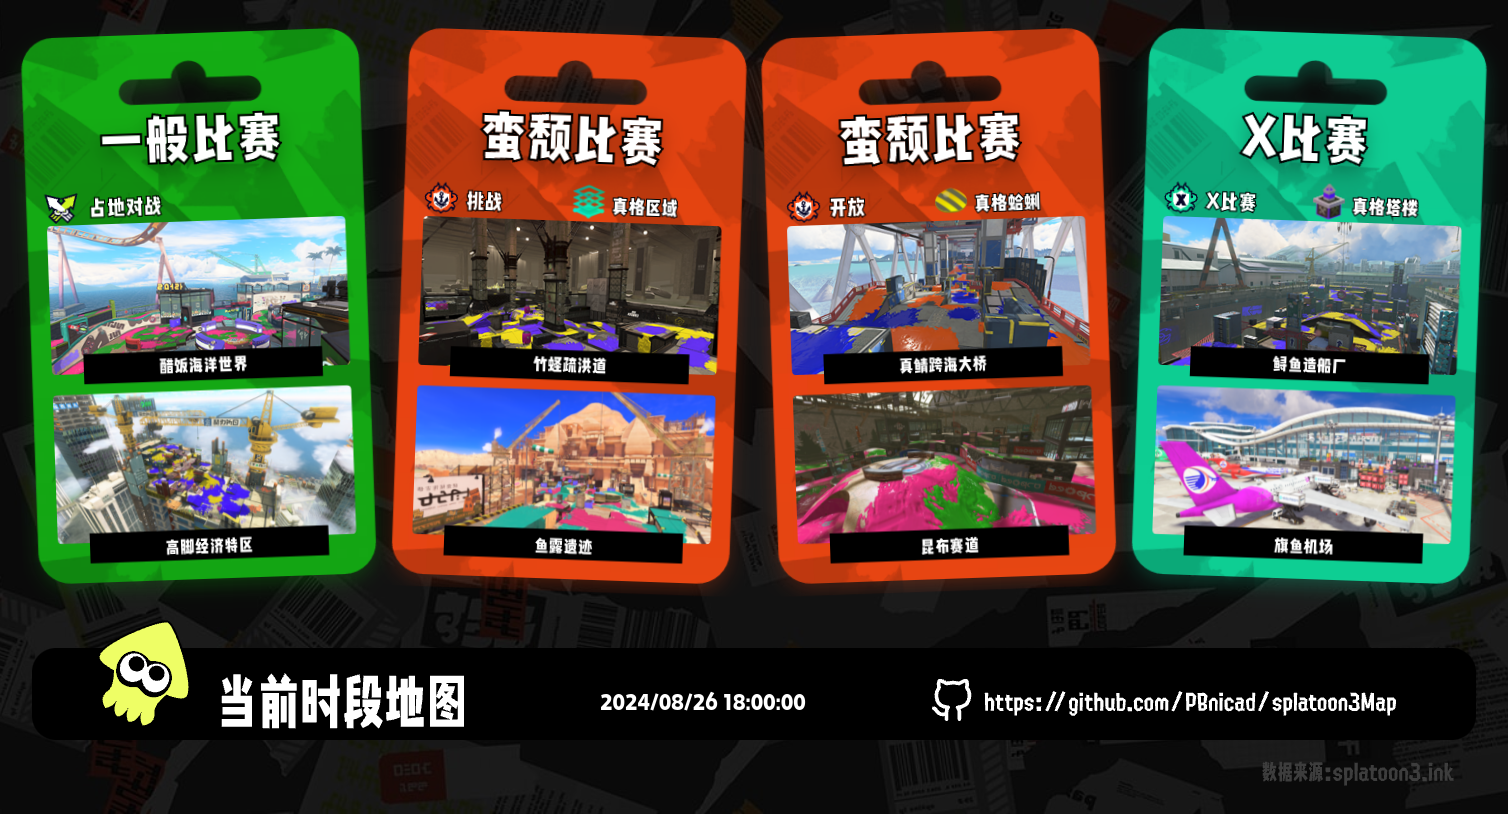 一般比赛
占地对战
醋饭海洋世界
高脚经济特区
蛮颓比赛
挑战
真格区域
竹蛏疏洪道
鱼露遗迹
蛮颓比赛
开放
真格蛤蜊
真鲷跨海大桥
昆布赛道
X比赛
X比赛
真格塔楼
鲟鱼造船厂
旗鱼机场
当前时段地图
2024/08/26 18:00:00
https://github.com/PBnicad/splatoon3Map
数据来源:splatoon3.ink